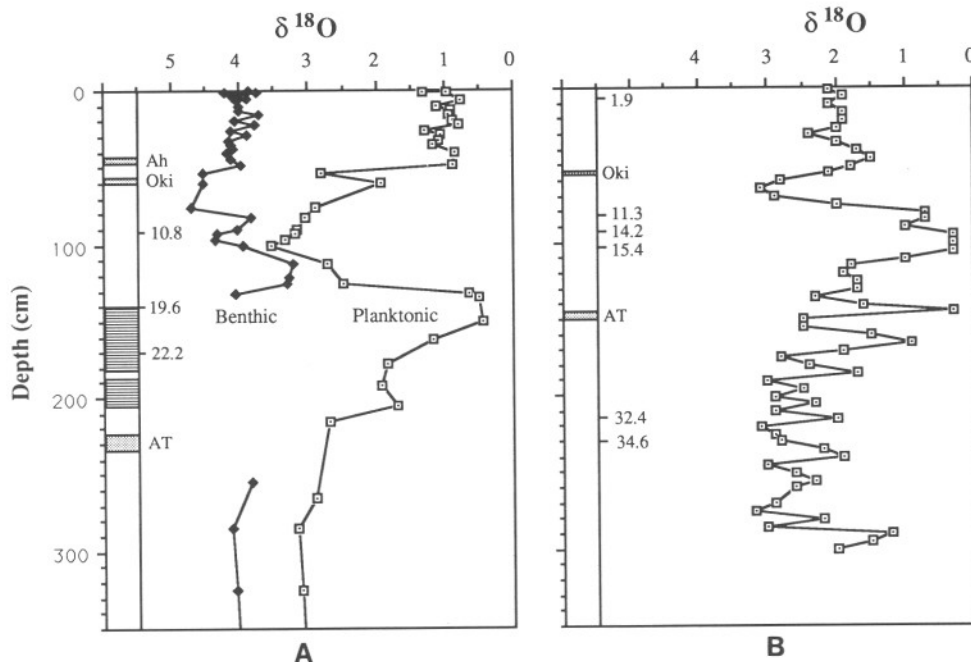 δ 18O
5 4 3 2 1 0
0
100
200
300
Depth (cm)
Ah
Oki
10.8
19.6
22.2
AT
Benthic Planktonic
A
δ 18O
5 4 3 2 1 0
1.9
Oki
11.3
14.2
15.4
AT
32.4
34.6
B